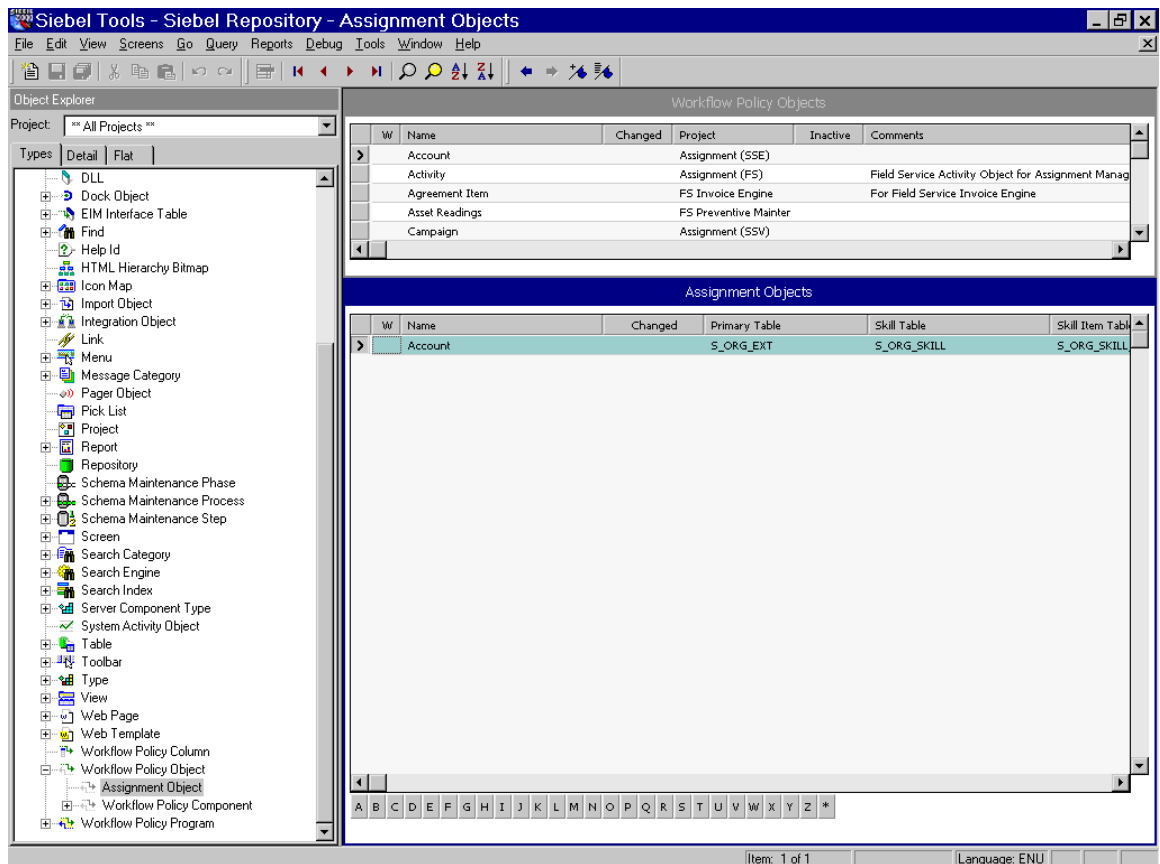 Siebel Tools - Siebel Repository - Assignment Objects
File Edit View Screens Go Query Reports Debug Tools Window Help
Object Explorer
Project: ** All Projects **
Types Detail Flat
DLL
Dock Object
EIM Interface Table
Find
Help Id
HTML Hierarchy Bitmap
Icon Map
Import Object
Integration Object
Link
Menu
Message Category
Pager Object
Pick List
Project
Report
Repository
Schema Maintenance Phase
Schema Maintenance Process
Schema Maintenance Step
Screen
Search Category
Search Engine
Search Index
Server Component Type
System Activity Object
Table
Toolbar
Type
View
Web Page
Web Template
Workflow Policy Column
Workflow Policy Object
Assignment Object
Workflow Policy Component
Workflow Policy Program
Workflow Policy Objects
W Name Changed Project Inactive Comments
Account Assignment (SSE)
Activity Assignment (FS) Field Service Activity Object for Assignment Manag
Agreement Item FS Invoice Engine For Field Service Invoice Engine
Asset Readings FS Preventive Mainter
Campaign Assignment (SSV)
Assignment Objects
W Name Changed Primary Table Skill Table Skill Item Tabl
Account S_ORG_EXT S_ORG_SKILL S_ORG_SKILL_
A B C D E F G H I J K L M N O P Q R S T U V W X Y Z *
Item: 1 of 1 Language: ENU